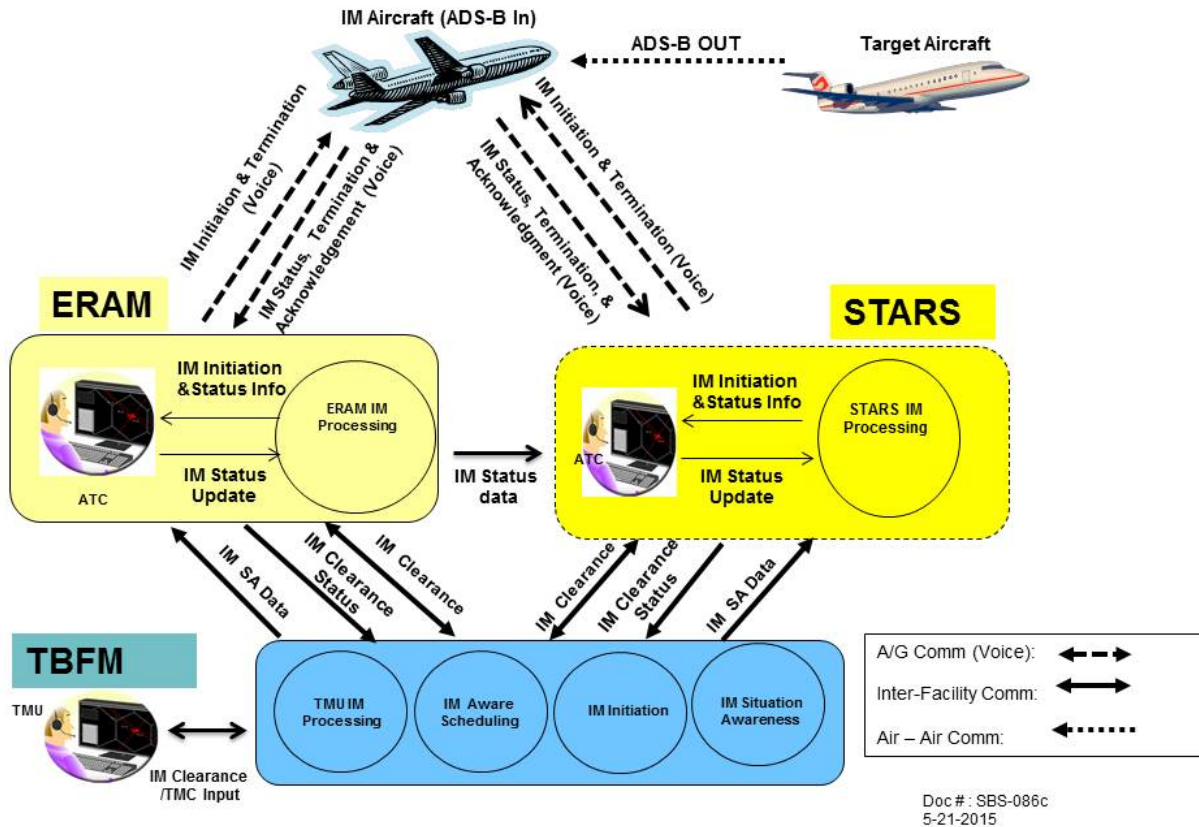 IM Aircraft (ADS-B In)
ADS-B OUT
Target Aircraft
IM Initiation & Termination
(Voice)
IM Status, Termination &
Acknowledgement (Voice)
IM Initiation & Termination (Voice)
IM Status, Termination, &
Acknowledgment (Voice)
ERAM
STARS
IM Initiation
&Status Info
ERAM IM
Processing
IM Status
Update
ATC
IM Status
data
IM Initiation
&Status Info
STARS IM
Processing
ATC
IM Status
Update
IM SA Data
IM Clearance
Status
IM Clearance
IM Clearance
IM Clearance
Status
IM SA Data
TBFM
TMU
IM Clearance
/TMC Input
TMU IM
Processing
IM Aware
Scheduling
IM Initiation
IM Situation
Awareness
A/G Comm (Voice):
Inter-Facility Comm:
Air – Air Comm:
Doc # : SBS-086c
5-21-2015